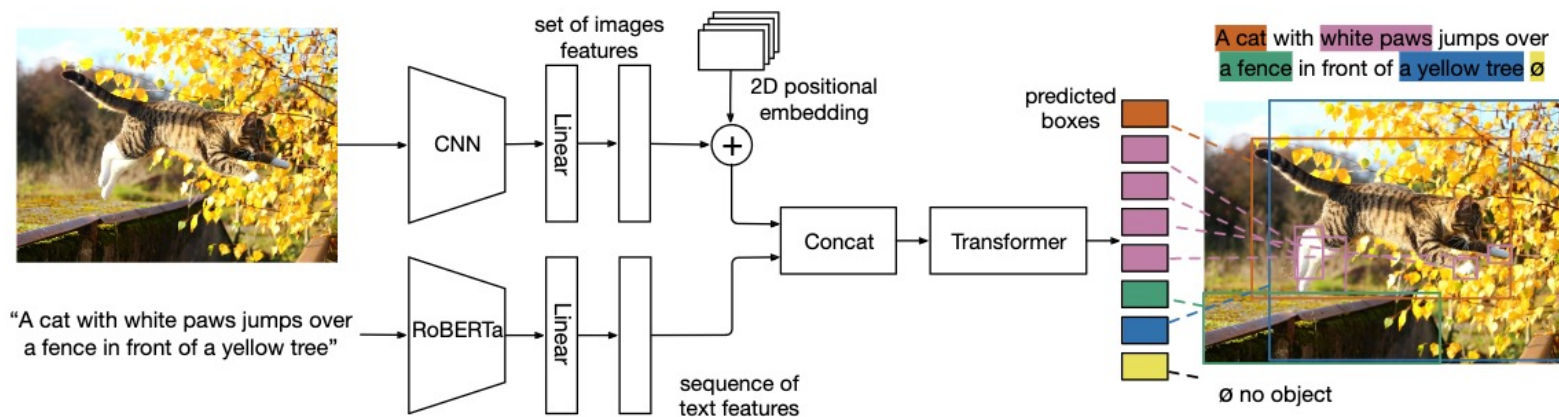 set of images
features
2D positional
embedding
CNN
Linear
+
Concat
Transformer
"A cat with white paws jumps over
a fence in front of a yellow tree"
RoBERTa
Linear
sequence of
text features
predicted
boxes
A cat with white paws jumps over
a fence in front of a yellow tree ø
ø no object